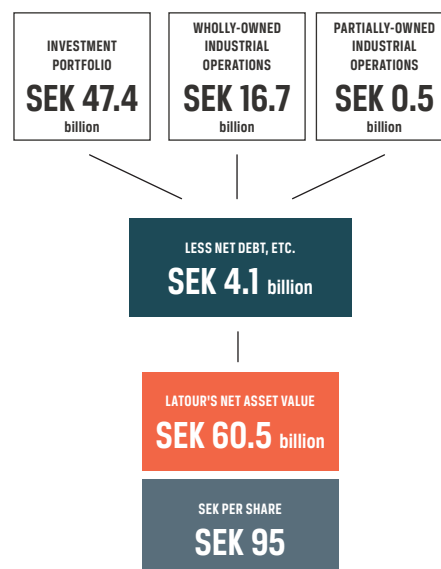 INVESTMENT
PORTFOLIO
SEK 47.4
billion
WHOLLY-OWNED
INDUSTRIAL
OPERATIONS
SEK 16.7
billion
PARTIALLY-OWNED
INDUSTRIAL
OPERATIONS
SEK 0.5
billion
LESS NET DEBT, ETC.
SEK 4.1 billion
LATOUR'S NET ASSET VALUE
SEK 60.5 billion
SEK PER SHARE
SEK 95